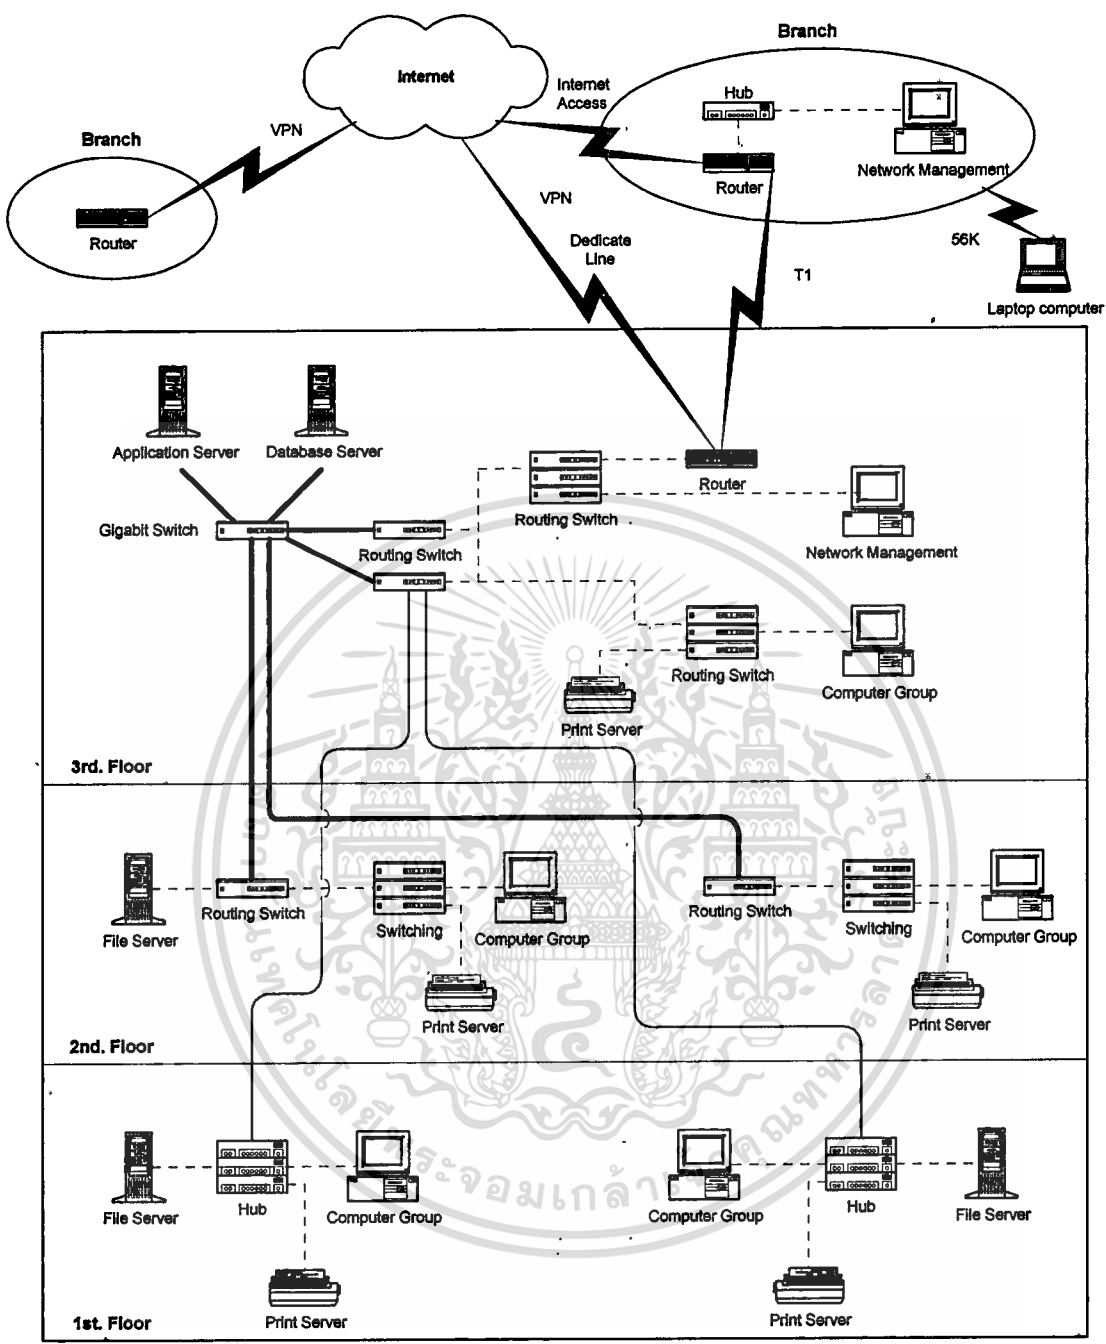 Branch
Internet
Internet
Access
Hub
Network Management
Router
VPN
Branch
Router
VPN
Dedicate
Line
T1
56K
Laptop computer
Application Server
Database Server
Gigabit Switch
Routing Switch
Routing Switch
Router
Network Management
Routing Switch
Computer Group
Print Server
3rd. Floor
File Server
Routing Switch
Switching
Computer Group
Print Server
Routing Switch
Switching
Computer Group
Print Server
2nd. Floor
File Server
Hub
Computer Group
Print Server
Computer Group
Hub
File Server
Print Server
1st. Floor